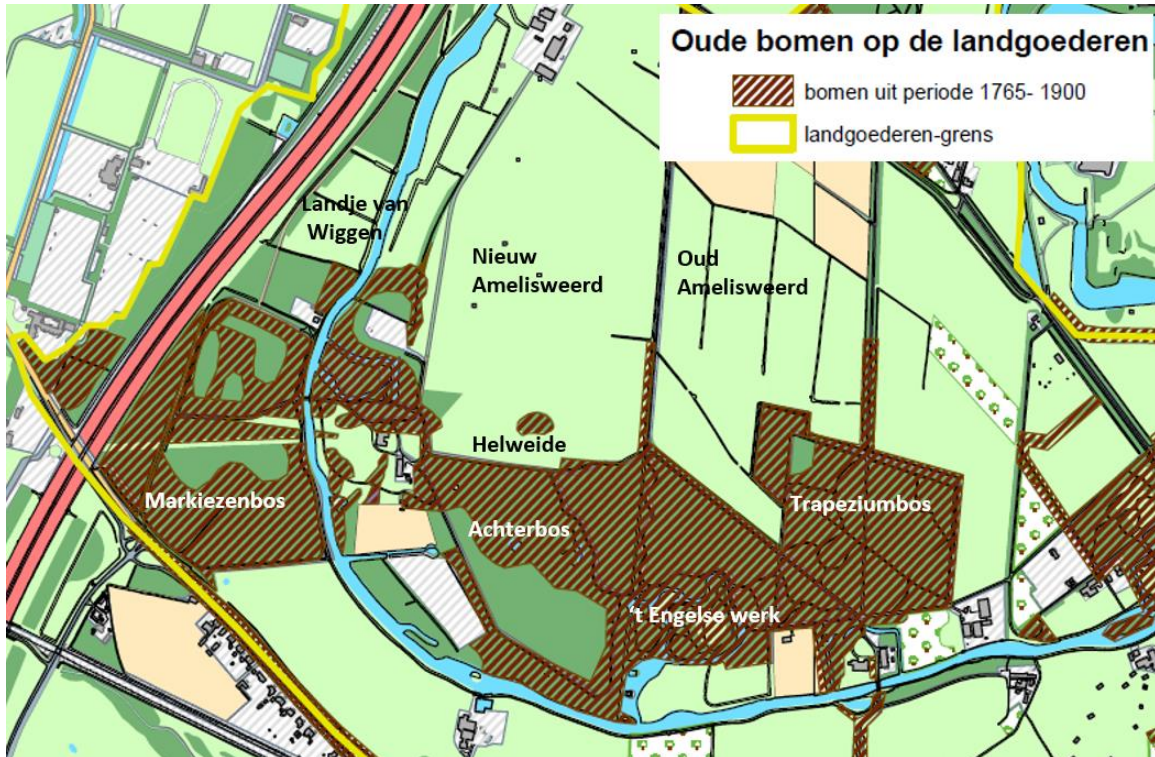 Oude bomen op de landgoederen
bomen uit periode 1765- 1900
landgoederen-grens
Landje van
Wiggen
Nieuw
Amelisweerd
Oud
Amelisweerd
Helweide
Markiezenbos
Achterbos
Trapeziumbos
‘t Engelse werk